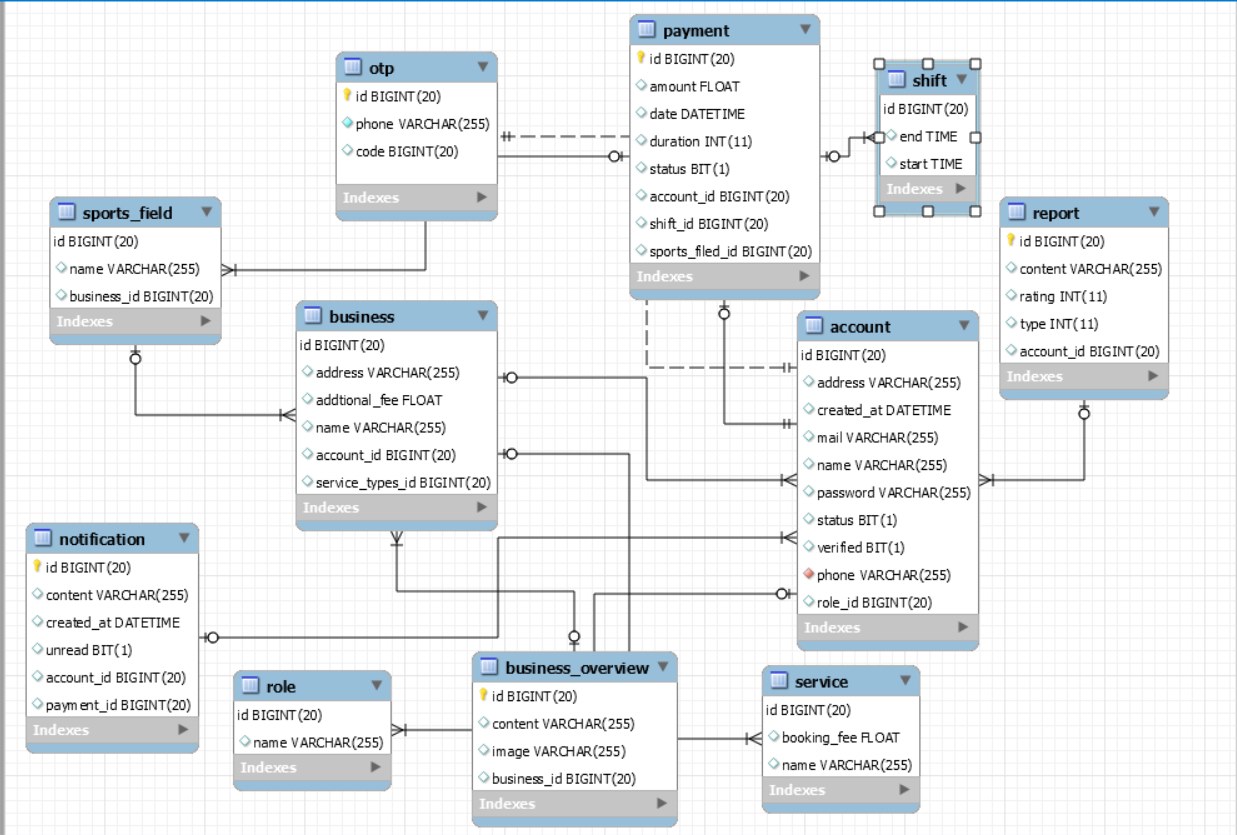 payment
id BIGINT(20)
amount FLOAT
date DATETIME
duration INT(11)
status BIT(1)
account_id BIGINT(20)
shift_id BIGINT(20)
sports_filed_id BIGINT(20)
Indexes
otp
id BIGINT(20)
phone VARCHAR(255)
code BIGINT(20)
Indexes
shift
id BIGINT(20)
end TIME
start TIME
Indexes
sports_field
id BIGINT(20)
name VARCHAR(255)
business_id BIGINT(20)
Indexes
report
id BIGINT(20)
content VARCHAR(255)
rating INT(11)
type INT(11)
account_id BIGINT(20)
Indexes
business
id BIGINT(20)
address VARCHAR(255)
addtional_fee FLOAT
name VARCHAR(255)
account_id BIGINT(20)
service_types_id BIGINT(20)
Indexes
account
id BIGINT(20)
address VARCHAR(255)
created_at DATETIME
mail VARCHAR(255)
name VARCHAR(255)
password VARCHAR(255)
status BIT(1)
verified BIT(1)
phone VARCHAR(255)
role_id BIGINT(20)
Indexes
notification
id BIGINT(20)
content VARCHAR(255)
created_at DATETIME
unread BIT(1)
account_id BIGINT(20)
payment_id BIGINT(20)
Indexes
role
id BIGINT(20)
name VARCHAR(255)
Indexes
business_overview
id BIGINT(20)
content VARCHAR(255)
image VARCHAR(255)
business_id BIGINT(20)
Indexes
service
id BIGINT(20)
booking_fee FLOAT
name VARCHAR(255)
Indexes